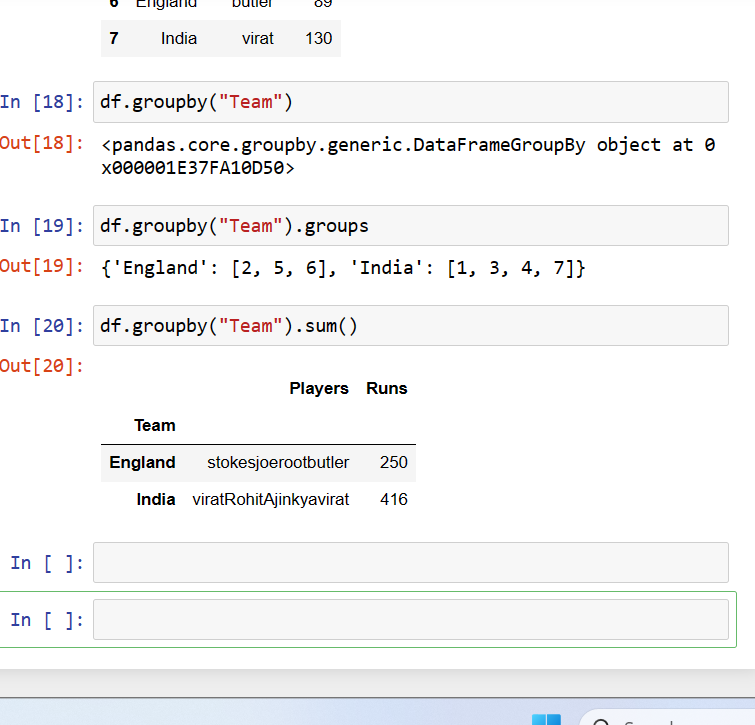 6 England butler 89
7 India virat 130
In [18]: df.groupby("Team")
Out[18]: <pandas.core.groupby.generic.DataFrameGroupBy object at 0
x000001E37FA10D50>
In [19]: df.groupby("Team").groups
Out[19]: {'England': [2, 5, 6], 'India': [1, 3, 4, 7]}
In [20]: df.groupby("Team").sum()
Out[20]:
Players Runs
Team
England stokesjoerootbutler 250
India viratRohitAjinkyavirat 416
In [ ]:
In [ ]: